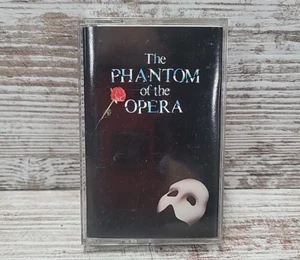 The
PHANTOM
of the
OPERA